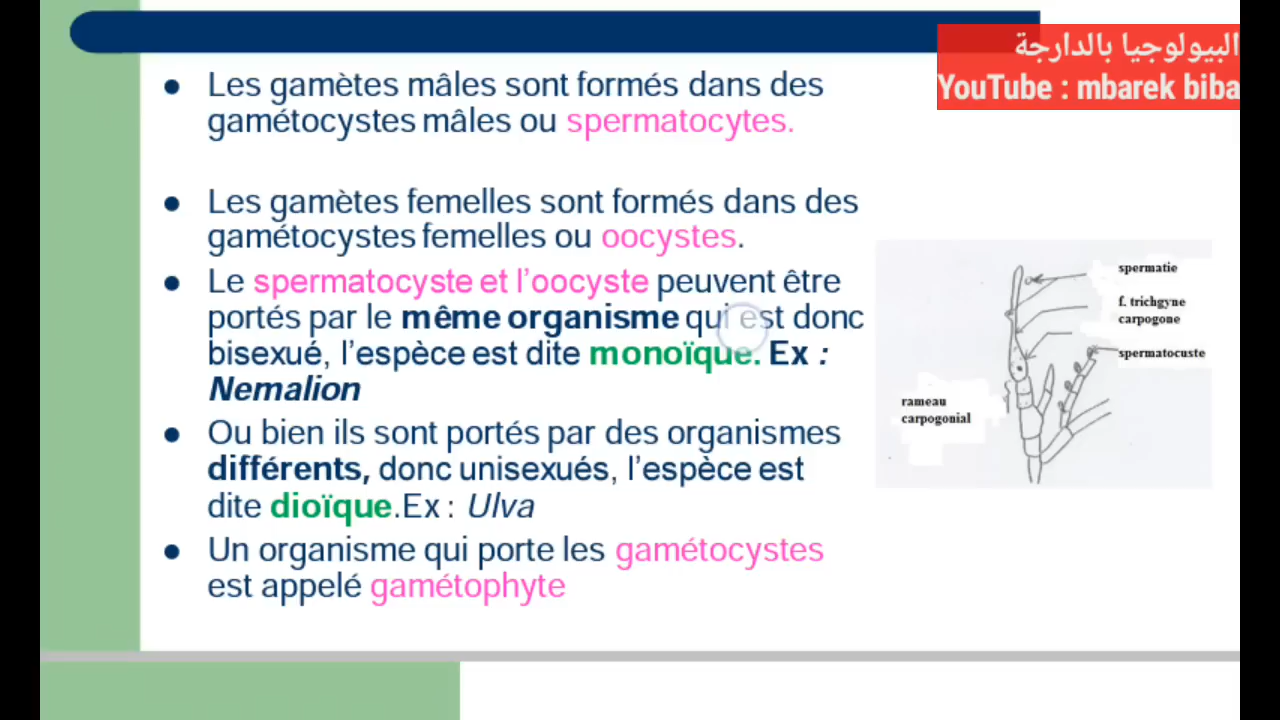 البيولوجيا بالدارجة
YouTube : mbarek biba
Les gamètes mâles sont formés dans des
gamétocystes mâles ou spermatocytes.
Les gamètes femelles sont formés dans des
gamétocystes femelles ou oocystes.
Le spermatocyste et l'oocyste peuvent être
portés par le même organisme qui est donc
bisexué, l'espèce est dite monoïque. Ex :
Nemalion
Ou bien ils sont portés par des organismes
différents, donc unisexués, l'espèce est
dite dioïque.Ex : Ulva
Un organisme qui porte les gamétocystes
est appelé gamétophyte
spermatie
f. trichgyne
carpogone
spermatocuste
rameau
carpogonial